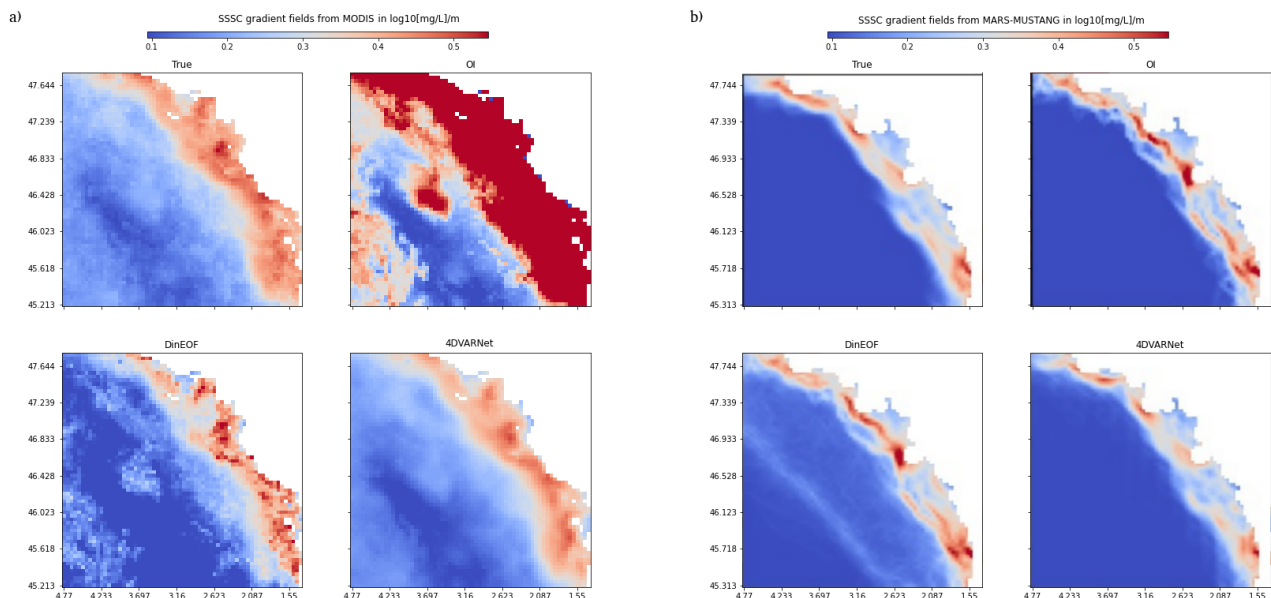 a)
SSSC gradient fields from MODIS in log10[mg/L]/m
0.1 0.2 0.3 0.4 0.5
True
OI
47.644
47.239
46.833
46.428
46.023
45.618
45.213
DinEOF
4DVARNet
47.644
47.239
46.833
46.428
46.023
45.618
45.213
4.77 4.233 3.697 3.16 2.623 2.087 1.55
4.77 4.233 3.697 3.16 2.623 2.087 1.55
b)
SSSC gradient fields from MARS-MUSTANG in log10[mg/L]/m
0.1 0.2 0.3 0.4 0.5
True
OI
47.744
47.339
46.933
46.528
46.123
45.718
45.313
DinEOF
4DVARNet
47.744
47.339
46.933
46.528
46.123
45.718
45.313
4.77 4.233 3.697 3.16 2.623 2.087 1.55
4.77 4.233 3.697 3.16 2.623 2.087 1.55